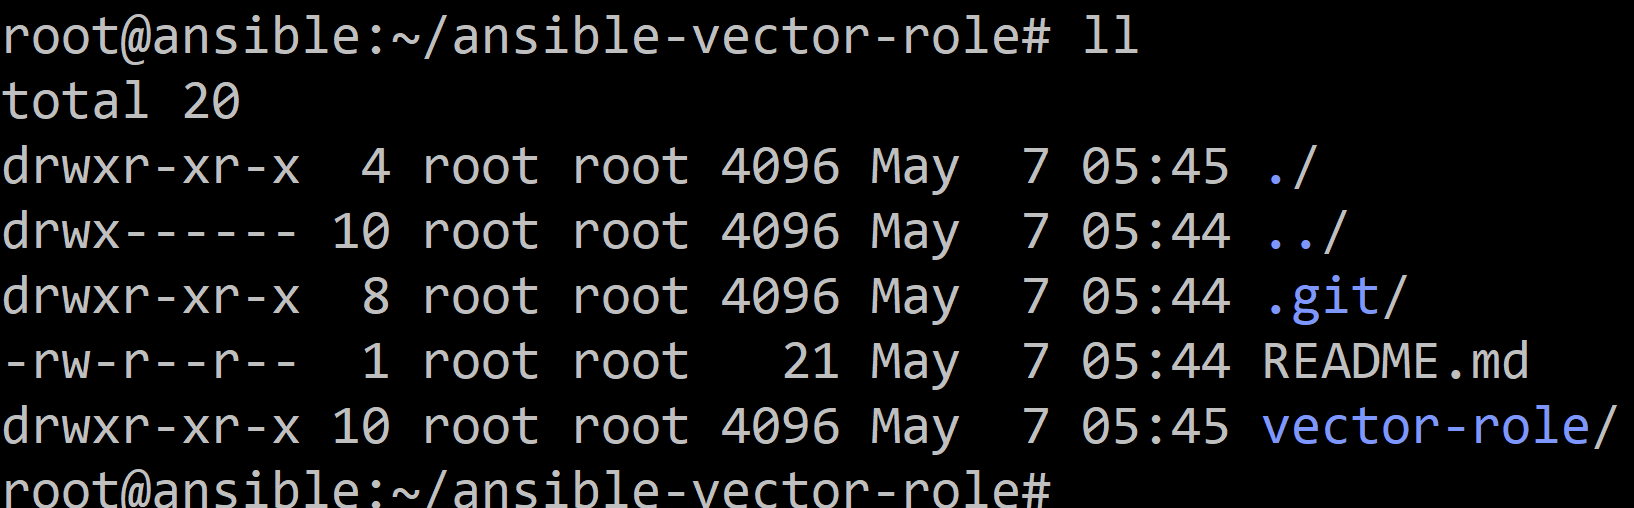 root@ansible:~/ansible-vector-role# ll
total 20
drwxr-xr-x  4 root root 4096 May  7 05:45 ./
drwx------ 10 root root 4096 May  7 05:44 ../
drwxr-xr-x  8 root root 4096 May  7 05:44 .git/
-rw-r--r--  1 root root   21 May  7 05:44 README.md
drwxr-xr-x 10 root root 4096 May  7 05:45 vector-role/
root@ansible:~/ansible-vector-role#